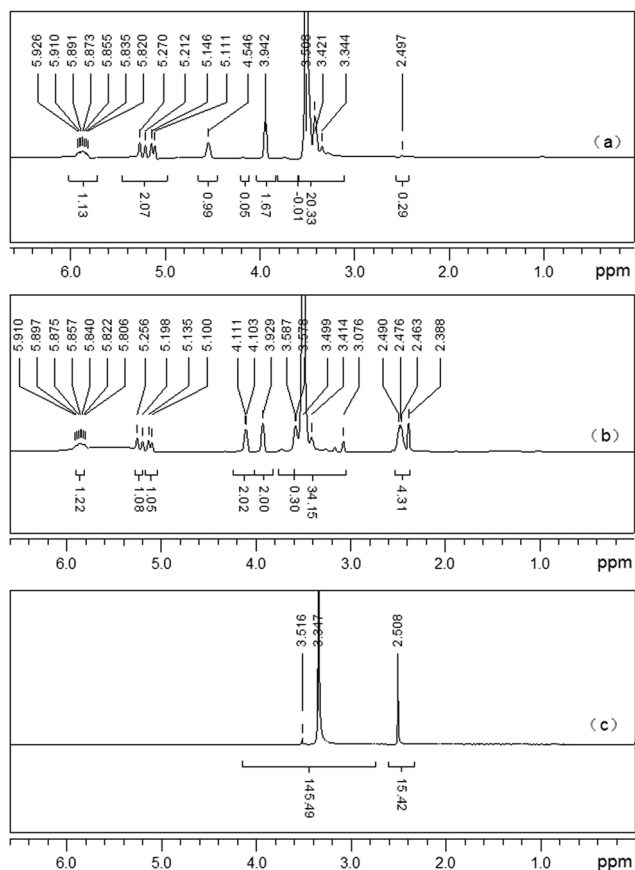 5.926 5.910 5.891 5.873 5.855 5.835 5.820 5.270 5.212 5.146 5.111 4.546 3.942 3.421 3.344 2.497
(a)
1.13 2.07 0.99 0.05 1.67 -0.01 20.33 0.29
6.0 5.0 4.0 3.0 2.0 1.0 ppm
5.910 5.897 5.875 5.857 5.840 5.822 5.806 5.256 5.198 5.135 5.100 4.111 4.103 3.929 3.587 3.499 3.414 3.076 2.490 2.476 2.463 2.388
(b)
1.22 1.08 1.05 2.02 2.00 0.30 34.15 4.31
6.0 5.0 4.0 3.0 2.0 1.0 ppm
3.516 2.508
(c)
145.49 15.42
6.0 5.0 4.0 3.0 2.0 1.0 ppm